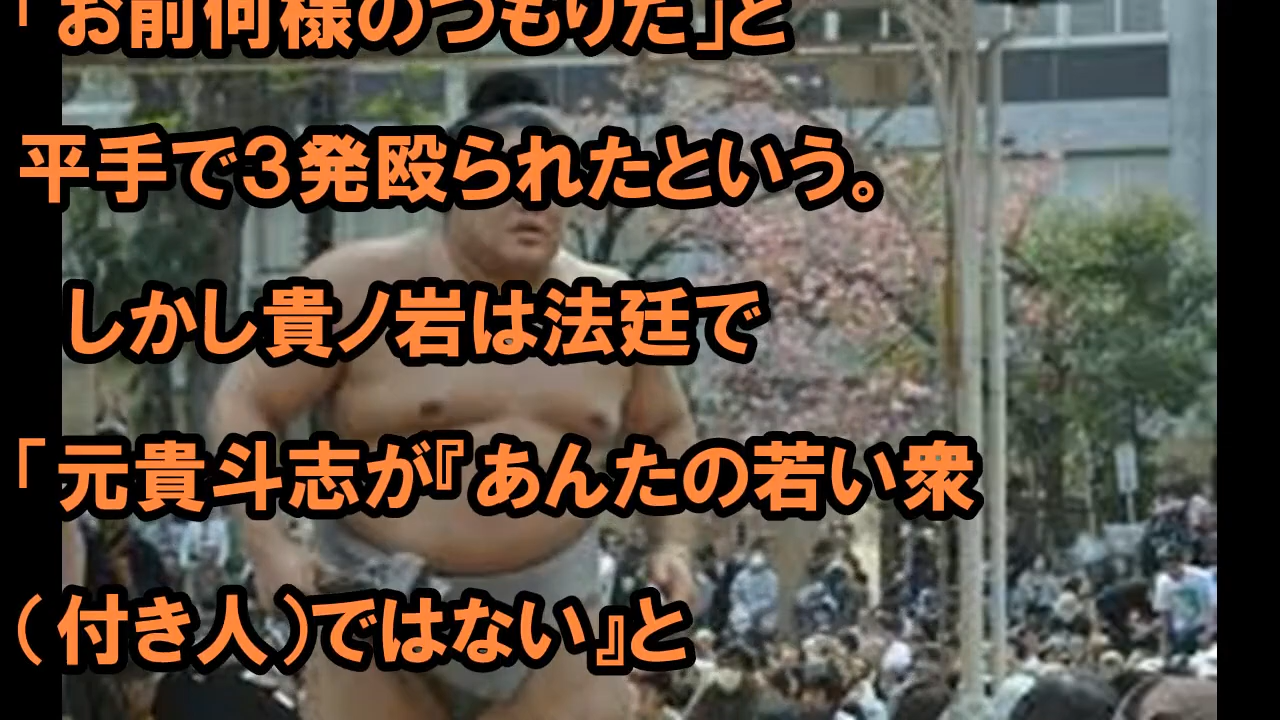 「お前何様のつもりだ」と
平手で３発殴られたという。
しかし貴ノ岩は法廷で
「元貴斗志が『あんたの若い衆
（付き人）ではない』と